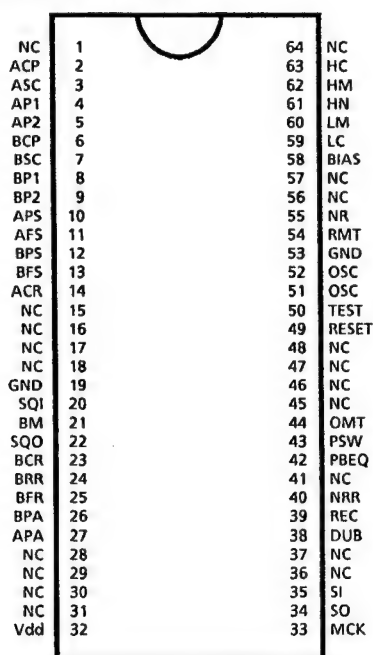 NC 1 64 NC
ACP 2 63 HC
ASC 3 62 HM
AP1 4 61 HN
AP2 5 60 LM
BCP 6 59 LC
BSC 7 58 BIAS
BP1 8 57 NC
BP2 9 56 NC
APS 10 55 NR
AFS 11 54 RMT
BPS 12 53 GND
BFS 13 52 OSC
ACR 14 51 OSC
NC 15 50 TEST
NC 16 49 RESET
NC 17 48 NC
NC 18 47 NC
GND 19 46 NC
SQI 20 45 NC
BM 21 44 OMT
SQO 22 43 PSW
BCR 23 42 PBEQ
BRR 24 41 NC
BFR 25 40 NRR
BPA 26 39 REC
APA 27 38 DUB
NC 28 37 NC
NC 29 36 NC
NC 30 35 SI
NC 31 34 SO
Vdd 32 33 MCK